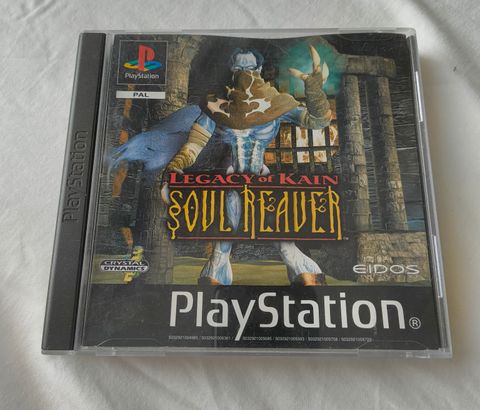 PlayStation
PlayStation
PAL
LEGACY of KAIN
SOUL REAVER
CRYSTAL
DYNAMICS
EIDOS
PlayStation®